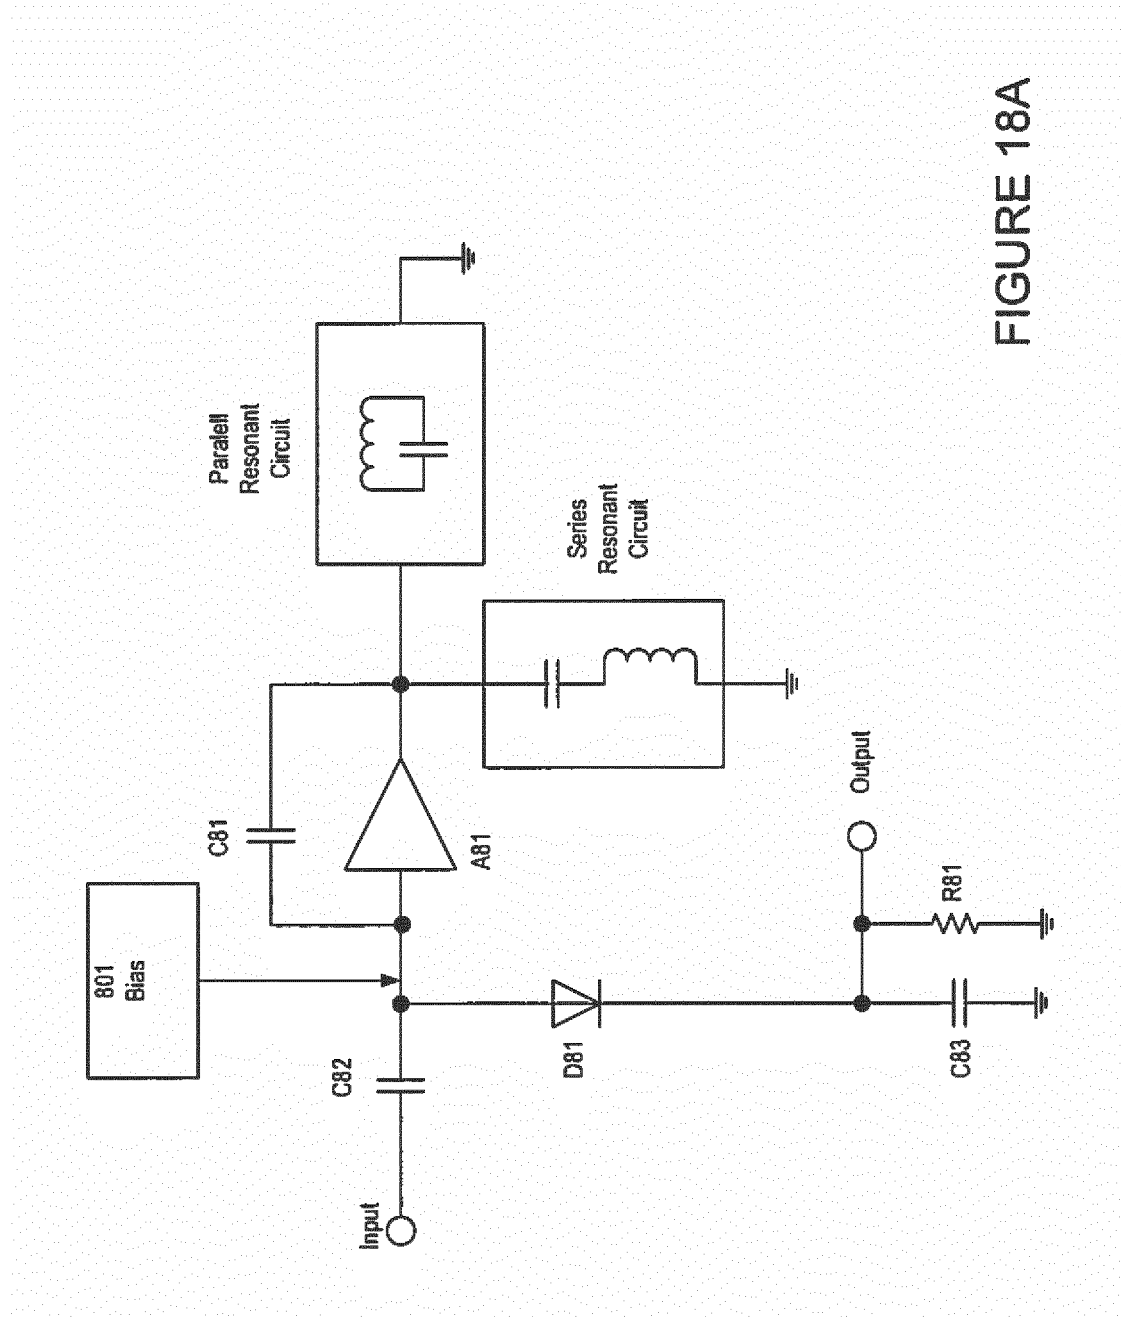 801
Bias
C81
Paralell
Resonant
Circuit
Input
C82
A81
Series
Resonant
Circuit
D81
Output
C83
R81
FIGURE 18A